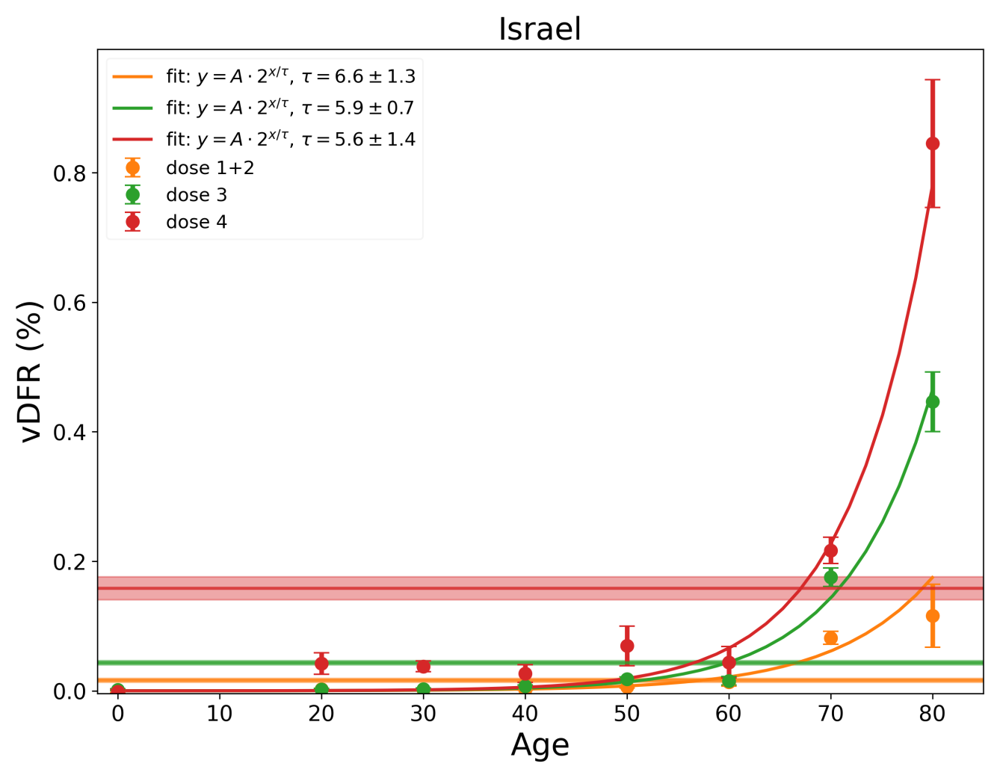 Israel
fit: y = A · 2^{x/τ}, τ = 6.6 ± 1.3
fit: y = A · 2^{x/τ}, τ = 5.9 ± 0.7
fit: y = A · 2^{x/τ}, τ = 5.6 ± 1.4
dose 1+2
dose 3
dose 4
vDFR (%)
0.8
0.6
0.4
0.2
0.0
0 10 20 30 40 50 60 70 80
Age